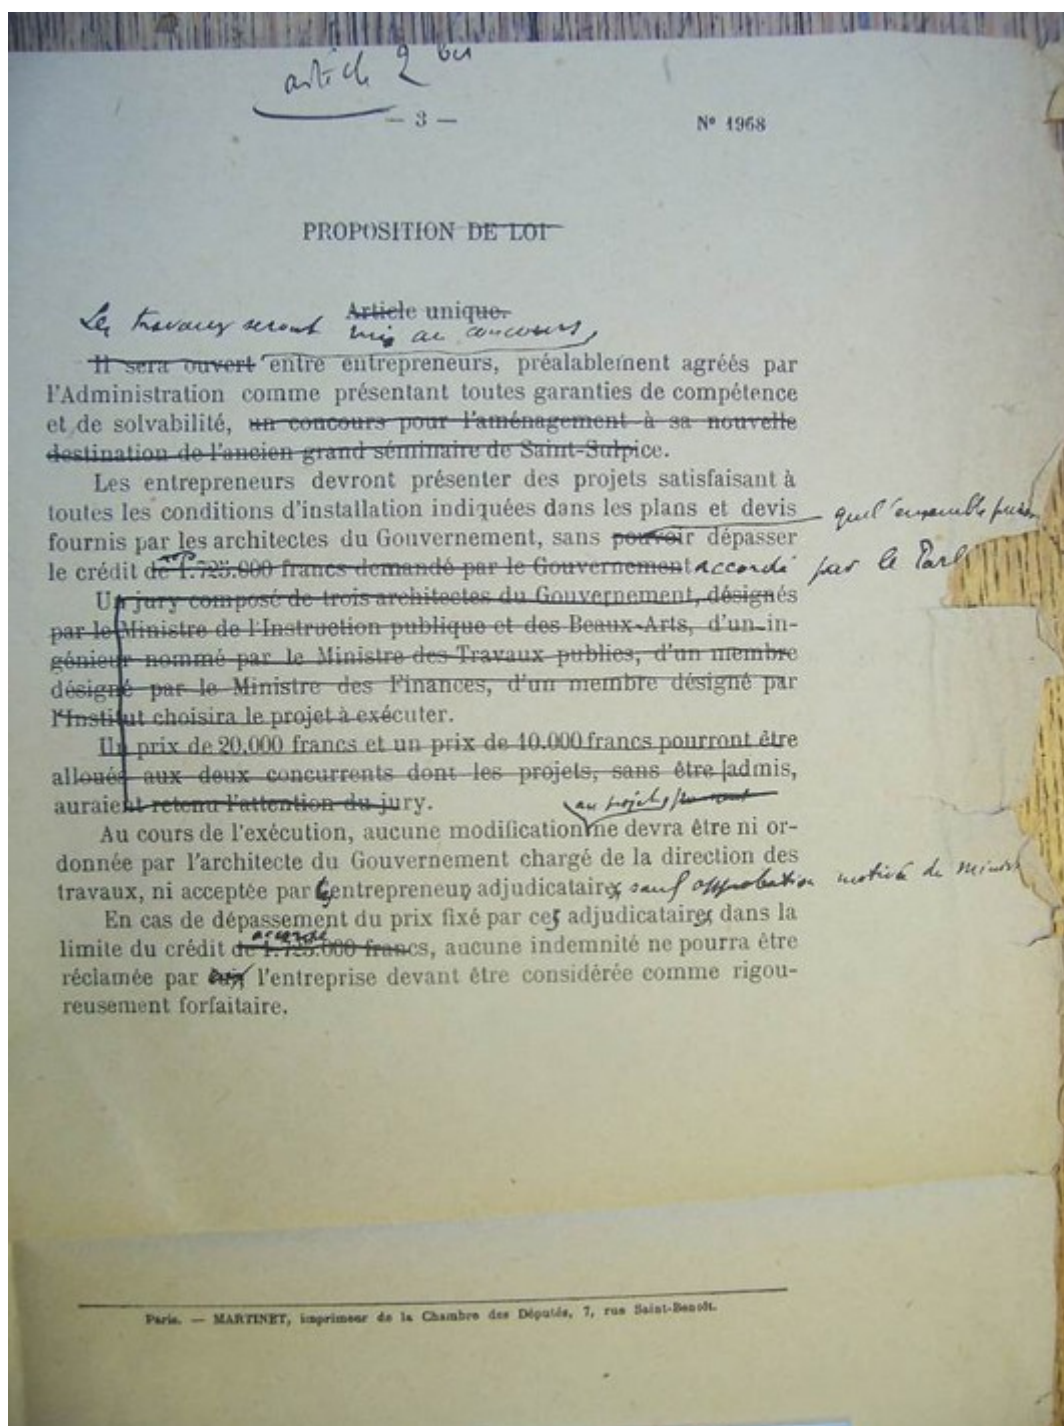 article 2 bis
— 3 —
N° 1968
PROPOSITION DE LOI
Article unique.
Les travaux seront mis au concours,
Il sera ouvert entre entrepreneurs, préalablement agréés par
l'Administration comme présentant toutes garanties de compétence
et de solvabilité, un concours pour l'aménagement à sa nouvelle
destination de l'ancien grand séminaire de Saint-Sulpice.
Les entrepreneurs devront présenter des projets satisfaisant à
toutes les conditions d'installation indiquées dans les plans et devis
que l'ensemble
fournis par les architectes du Gouvernement, sans pouvoir dépasser
le crédit de 1.725.000 francs demandé par le Gouvernement accordé par le Parl
Un jury composé de trois architectes du Gouvernement, désignés
par le Ministre de l'Instruction publique et des Beaux-Arts, d'un in-
génieur nommé par le Ministre des Travaux publics, d'un membre
désigné par le Ministre des Finances, d'un membre désigné par
l'Institut choisira le projet à exécuter.
Un prix de 20.000 francs et un prix de 10.000 francs pourront être
alloués aux deux concurrents dont les projets, sans être admis,
auraient retenu l'attention du jury.
au projet
Au cours de l'exécution, aucune modification ne devra être ni or-
donnée par l'architecte du Gouvernement chargé de la direction des
travaux, ni acceptée par entrepreneur adjudicataire sauf approbation motivée du
En cas de dépassement du prix fixé par ces adjudicataires dans la
accordé
limite du crédit de 1.725.000 francs, aucune indemnité ne pourra être
réclamée par eux, l'entreprise devant être considérée comme rigou-
reusement forfaitaire.
Paris. — MARTINET, imprimeur de la Chambre des Députés, 7, rue Saint-Benoît.